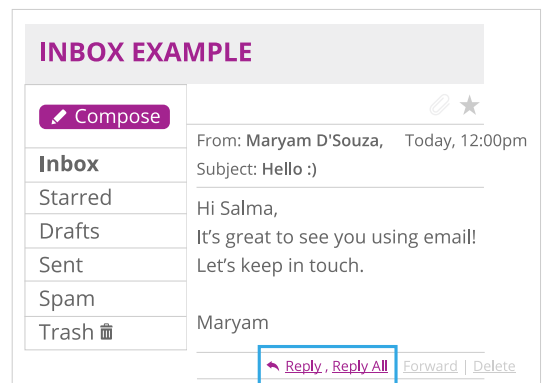 INBOX EXAMPLE
Compose
Inbox
Starred
Drafts
Sent
Spam
Trash
From: Maryam D'Souza, Today, 12:00pm
Subject: Hello :)
Hi Salma,
It’s great to see you using email!
Let’s keep in touch.
Maryam
Reply , Reply All Forward | Delete